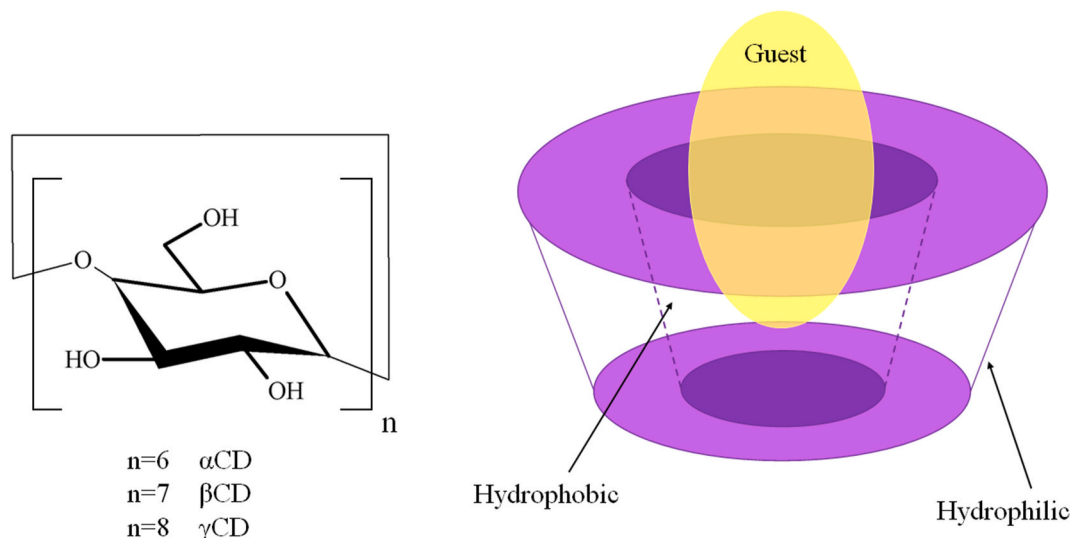 OH
O
O
HO
OH
n
n=6 αCD
n=7 βCD
n=8 γCD
Guest
Hydrophobic
Hydrophilic